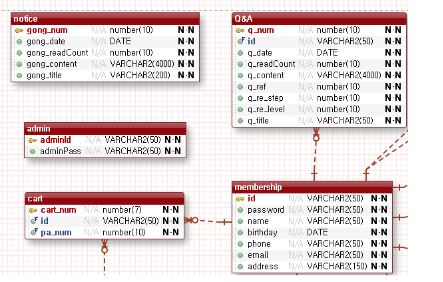 notice
gong_num N/A number(10) N-N
gong_date N/A DATE N-N
gong_readCount N/A number(10) N-N
gong_content N/A VARCHAR2(4000) N-N
gong_title N/A VARCHAR2(200) N-N
Q&A
q_num N/A number(10) N-N
id N/A VARCHAR2(50) N-N
q_date N/A DATE N-N
q_readCount N/A number(10) N-N
q_content N/A VARCHAR2(4000) N-N
q_ref N/A number(10) N-N
q_re_step N/A number(10) N-N
q_re_level N/A number(10) N-N
q_title N/A VARCHAR2(50) N-N
admin
adminId N/A VARCHAR2(50) N-N
adminPass N/A VARCHAR2(50) N-N
cart
cart_num N/A number(7) N-N
id N/A VARCHAR2(50) N-N
pa_num N/A number(10) N-N
membership
id N/A VARCHAR2(50) N-N
password N/A VARCHAR2(50) N-N
name N/A VARCHAR2(50) N-N
birthday N/A DATE N-N
phone N/A VARCHAR2(50) N-N
email N/A VARCHAR2(50) N-N
address N/A VARCHAR2(150) N-N